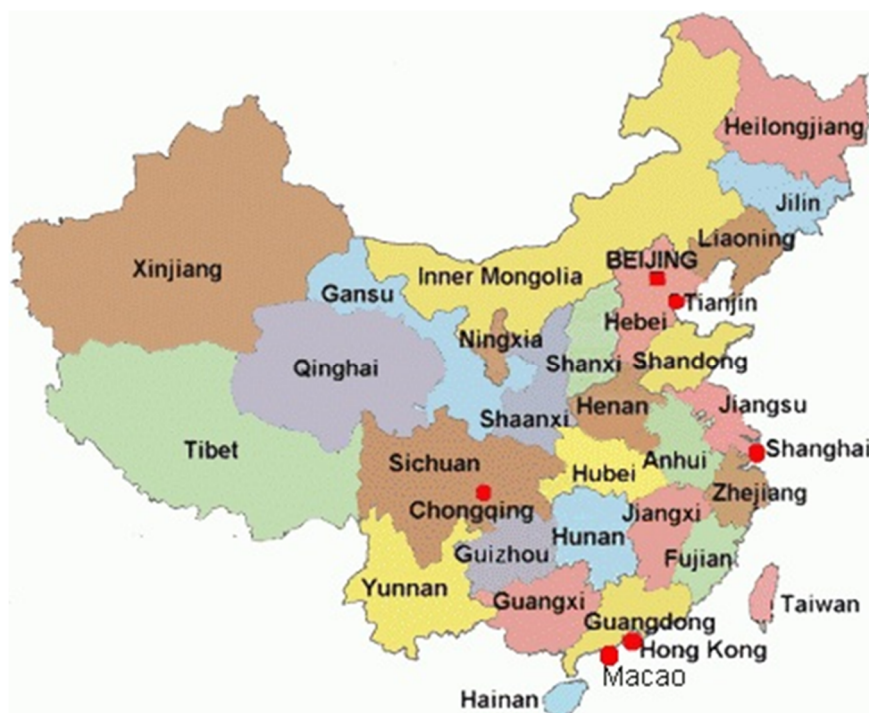 Heilongjiang
Jilin
Liaoning
BEIJING
Xinjiang
Inner Mongolia
Gansu
Tianjin
Hebei
Ningxia
Qinghai
Shanxi
Shandong
Henan
Jiangsu
Shaanxi
Tibet
Shanghai
Sichuan
Anhui
Hubei
Zhejiang
Chongqing
Jiangxi
Hunan
Guizhou
Fujian
Yunnan
Guangxi
Taiwan
Guangdong
Hong Kong
Macao
Hainan